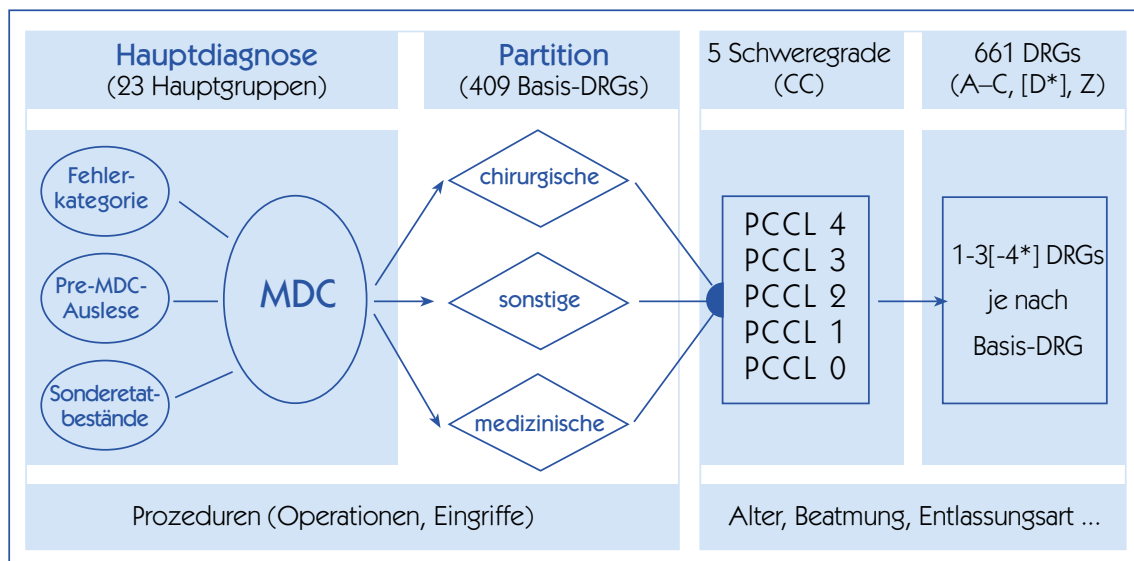 Hauptdiagnose
(23 Hauptgruppen)
Partition
(409 Basis-DRGs)
5 Schweregrade
(CC)
661 DRGs
(A–C, [D*], Z)
Fehler-
kategorie
Pre-MDC-
Auslese
Sonderetat-
bestände
MDC
chirurgische
sonstige
medizinische
PCCL 4
PCCL 3
PCCL 2
PCCL 1
PCCL 0
1-3[-4*] DRGs
je nach
Basis-DRG
Prozeduren (Operationen, Eingriffe)
Alter, Beatmung, Entlassungsart ...